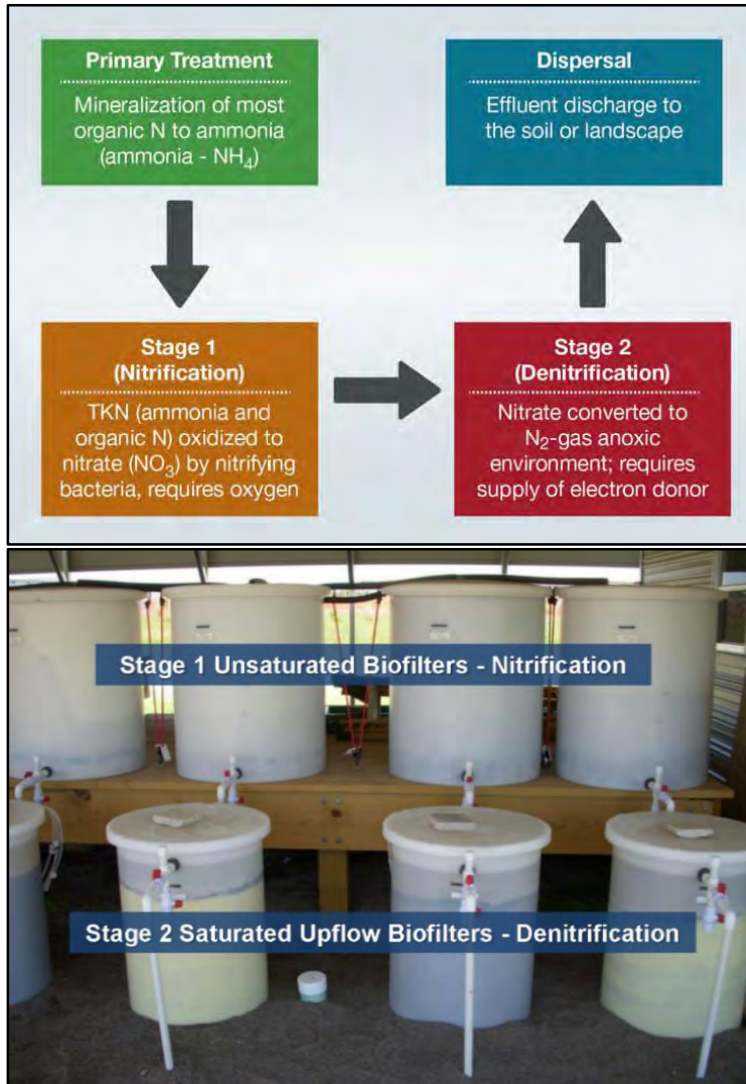 Primary Treatment
Mineralization of most
organic N to ammonia
(ammonia - NH₄)
Dispersal
Effluent discharge to
the soil or landscape
Stage 1
(Nitrification)
TKN (ammonia and
organic N) oxidized to
nitrate (NO₃) by nitrifying
bacteria, requires oxygen
Stage 2
(Denitrification)
Nitrate converted to
N₂-gas anoxic
environment; requires
supply of electron donor
Stage 1 Unsaturated Biofilters - Nitrification
Stage 2 Saturated Upflow Biofilters - Denitrification